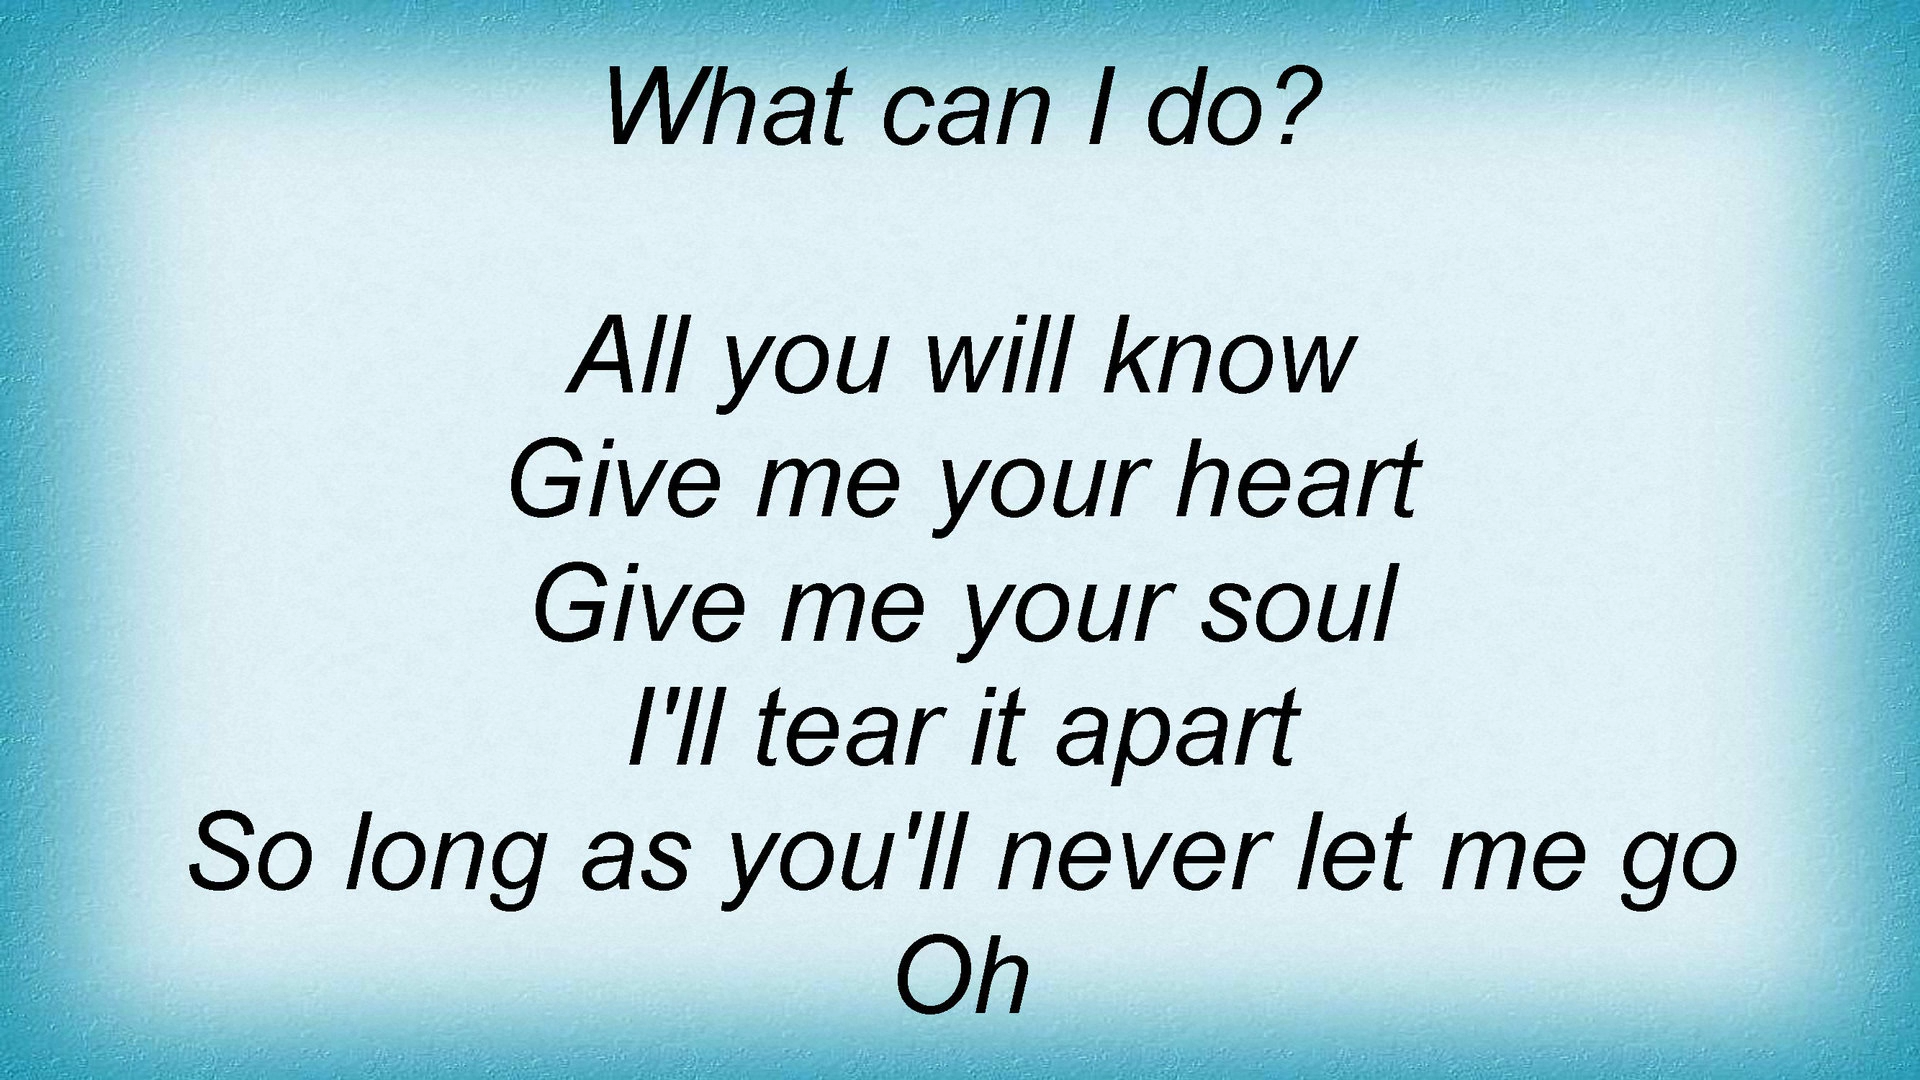 What can I do?
All you will know
Give me your heart
Give me your soul
I'll tear it apart
So long as you'll never let me go
Oh